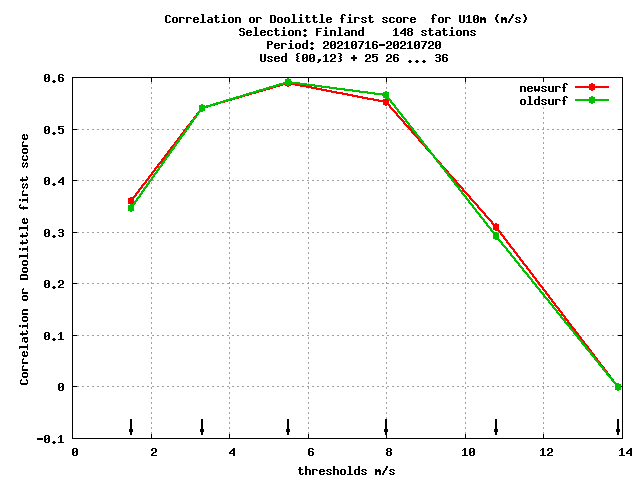 Correlation or Doolittle first score  for U10m (m/s)
Selection: Finland    148 stations
Period: 20210716-20210720
Used {00,12} + 25 26 ... 36
newsurf
oldsurf
Correlation or Doolittle first score
0.6
0.5
0.4
0.3
0.2
0.1
0
-0.1
0 2 4 6 8 10 12 14
thresholds m/s